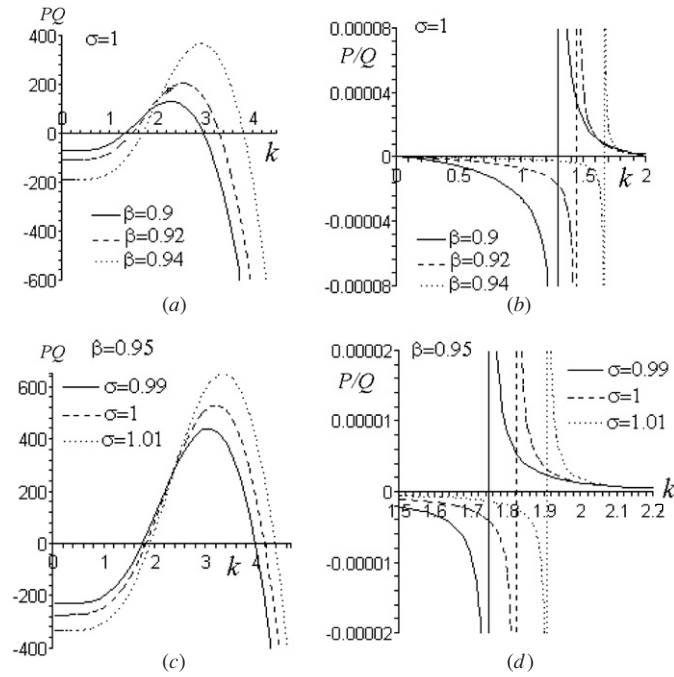 PQ
400
σ=1
200
0
0 1 2 3 4
k
-200
-400
-600
β=0.9
β=0.92
β=0.94
(a)
0.00008
P/Q
σ=1
0.00004
0
0 0.5 1 1.5 2
k
-0.00004
-0.00008
β=0.9
β=0.92
β=0.94
(b)
PQ
β=0.95
600
σ=0.99
σ=1
σ=1.01
400
200
0
0 1 2 3 4
k
-200
-400
(c)
0.00002
β=0.95
P/Q
σ=0.99
σ=1
σ=1.01
0.00001
0
1.5 1.6 1.7 1.8 1.9 2 2.1 2.2
k
-0.00001
-0.00002
(d)